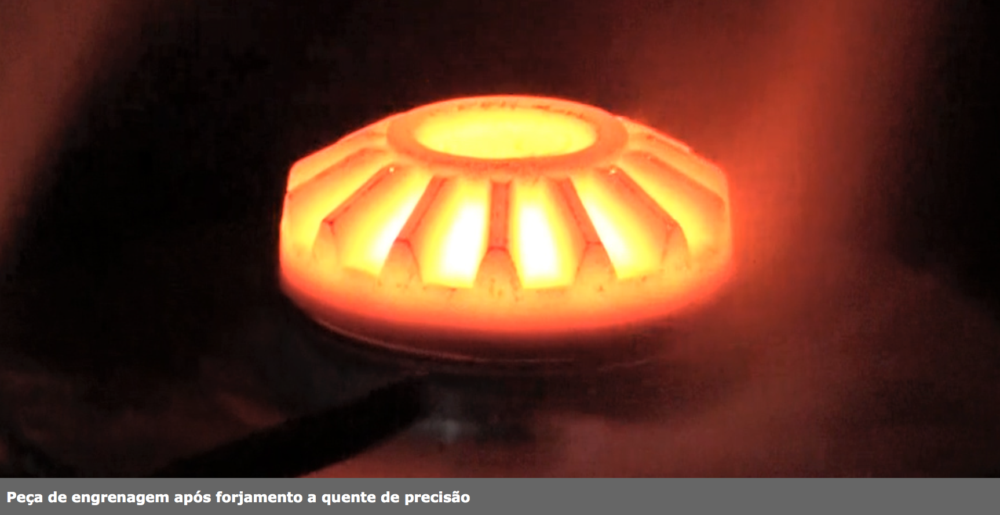 Peça de engrenagem após forjamento a quente de precisão